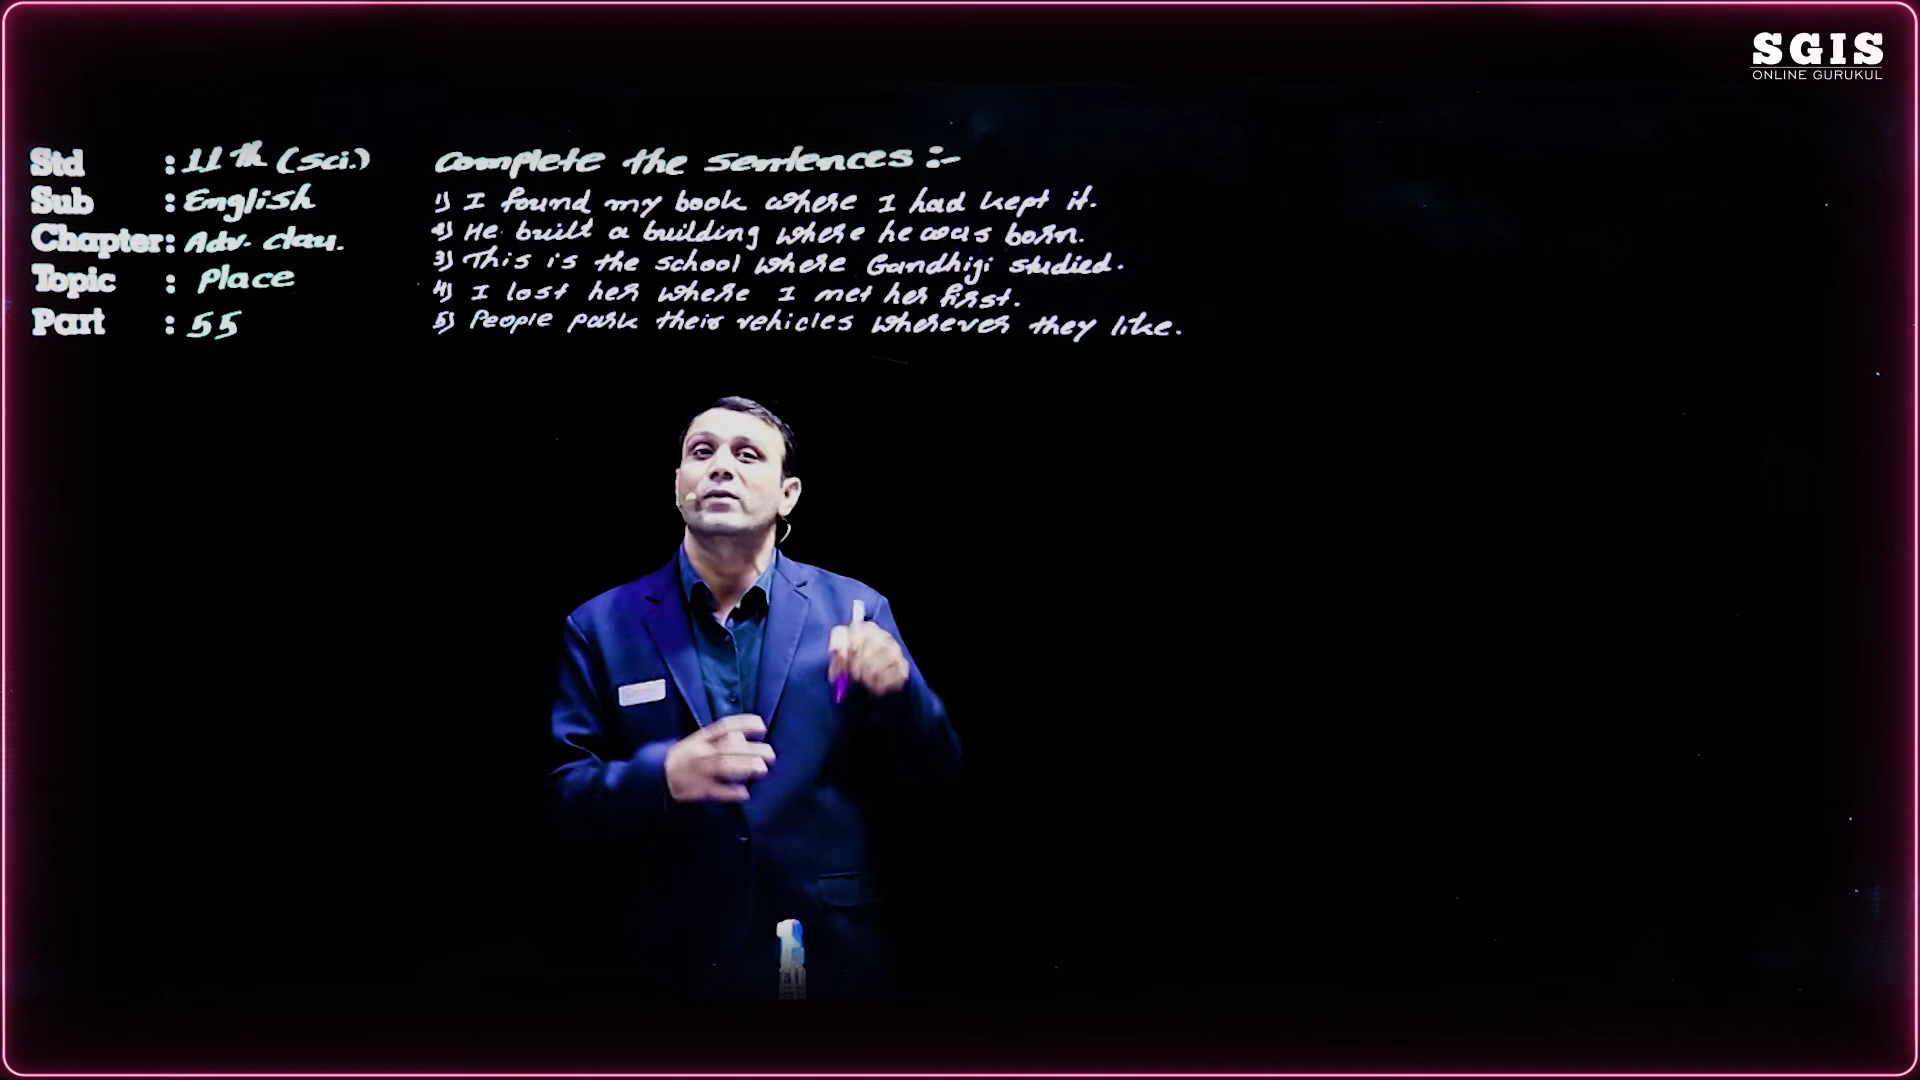 SGIS
ONLINE GURUKUL
Std : 11th (sci.)
Sub : English
Chapter : Adv. clau.
Topic : Place
Part : 55
Complete the sentences :-
1) I found my book where I had kept it.
2) He built a building where he was born.
3) This is the school where Gandhiji studied.
4) I lost her where I met her first.
5) People park their vehicles wherever they like.